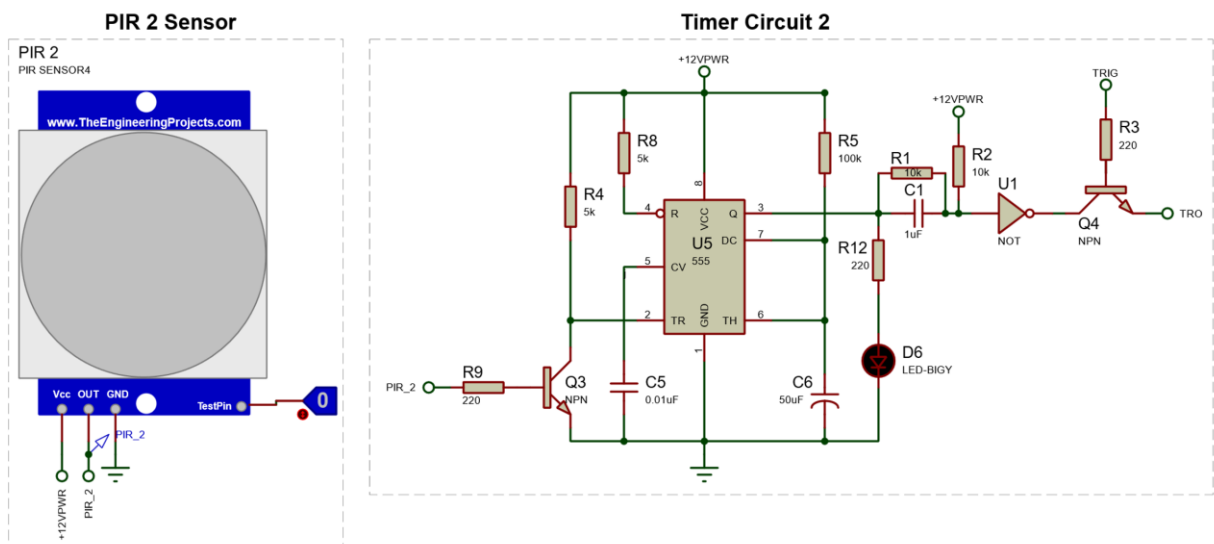 PIR 2 Sensor
PIR 2
PIR SENSOR4
www.TheEngineeringProjects.com
Vcc OUT GND
TestPin
0
PIR_2
+12VPWR
PIR_2
Timer Circuit 2
+12VPWR
TRIG
+12VPWR
R8
5k
R5
100k
R3
220
R4
5k
R1
10k
R2
10k
C1
1uF
U1
NOT
Q4
NPN
TRO
8
4
R
VCC
Q
3
U5
555
DC
7
5
CV
2
TR
GND
TH
6
1
R12
220
D6
LED-BIGY
PIR_2
R9
220
Q3
NPN
C5
0.01uF
C6
50uF